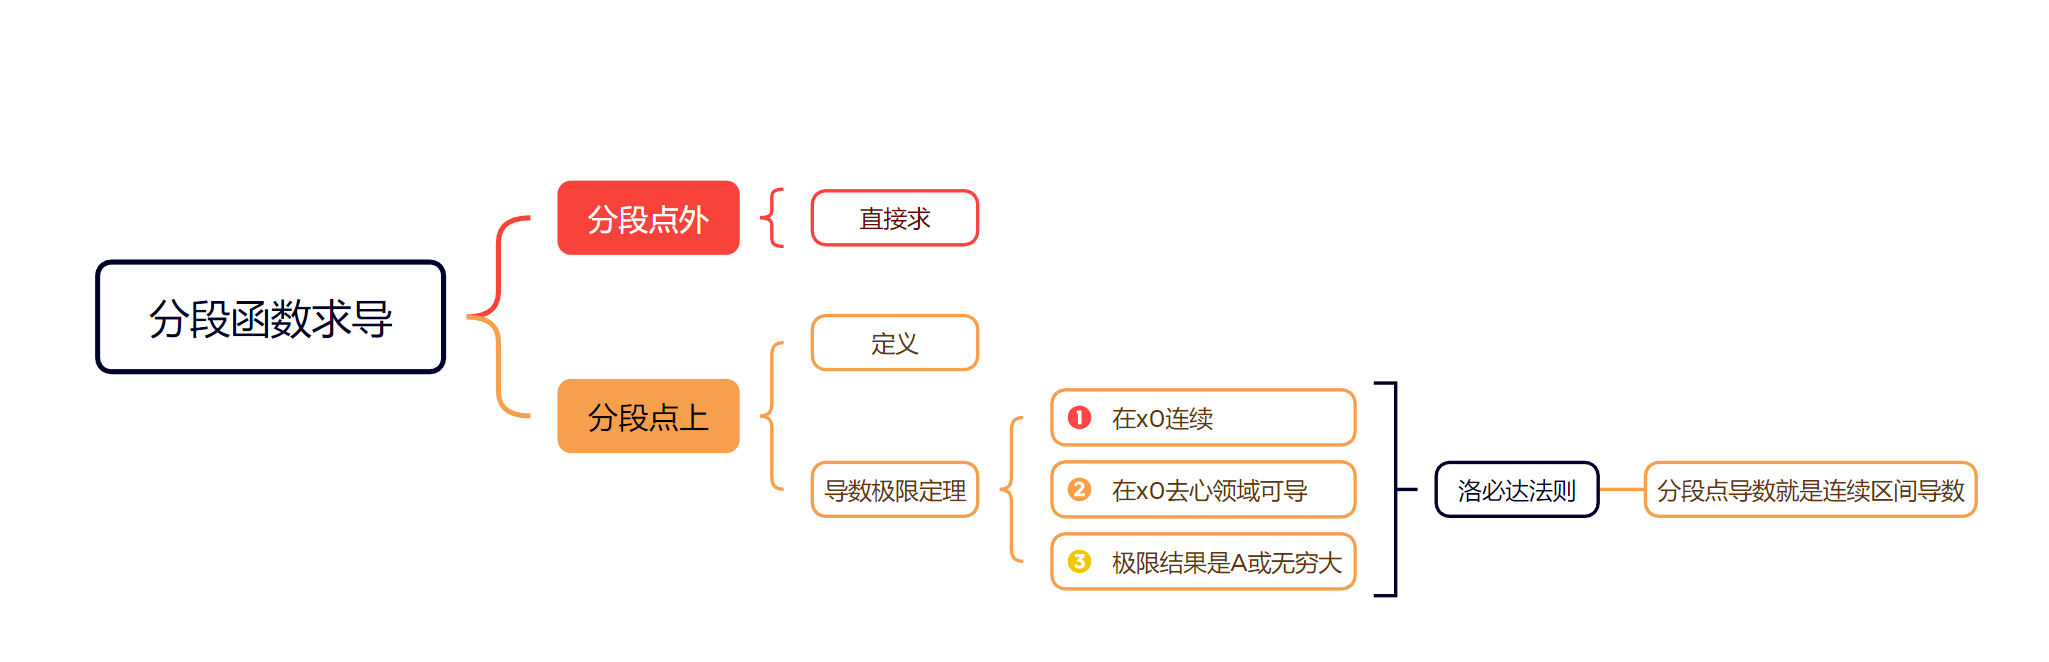 分段函数求导
分段点外
直接求
分段点上
定义
导数极限定理
1 在x0连续
2 在x0去心领域可导
3 极限结果是A或无穷大
洛必达法则
分段点导数就是连续区间导数